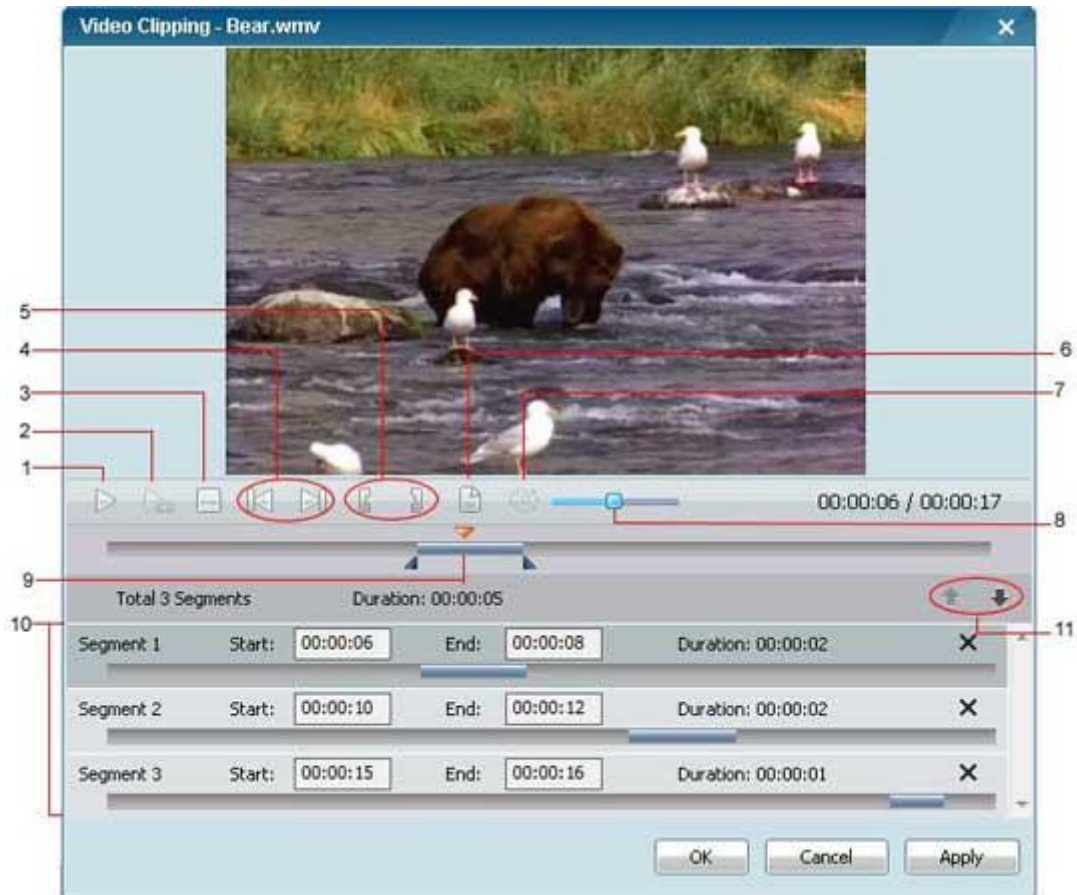 Video Clipping - Bear.wmv
5
4
6
3
7
2
1
00:00:06 / 00:00:17
8
9
Total 3 Segments Duration: 00:00:05
10
11
Segment 1 Start: 00:00:06 End: 00:00:08 Duration: 00:00:02
Segment 2 Start: 00:00:10 End: 00:00:12 Duration: 00:00:02
Segment 3 Start: 00:00:15 End: 00:00:16 Duration: 00:00:01
OK Cancel Apply